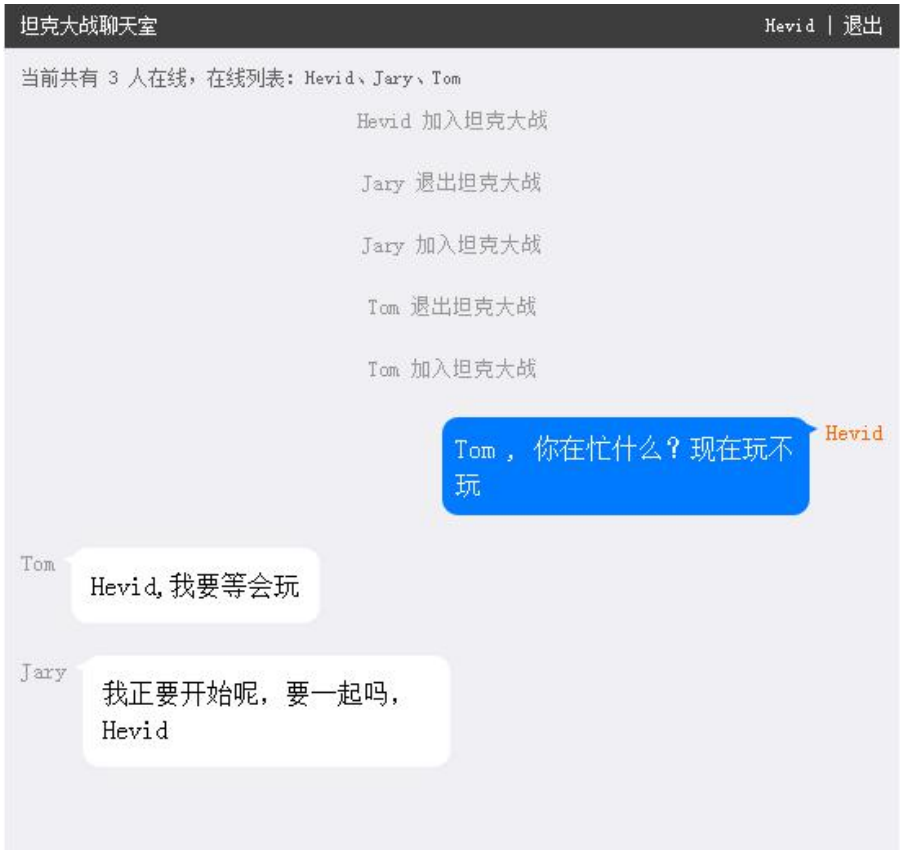 坦克大战聊天室 Hevid | 退出
当前共有 3 人在线，在线列表：Hevid、Jary、Tom
Hevid 加入坦克大战
Jary 退出坦克大战
Jary 加入坦克大战
Tom 退出坦克大战
Tom 加入坦克大战
Hevid
Tom , 你在忙什么？现在玩不
玩
Tom
Hevid,我要等会玩
Jary
我正要开始呢，要一起吗，
Hevid